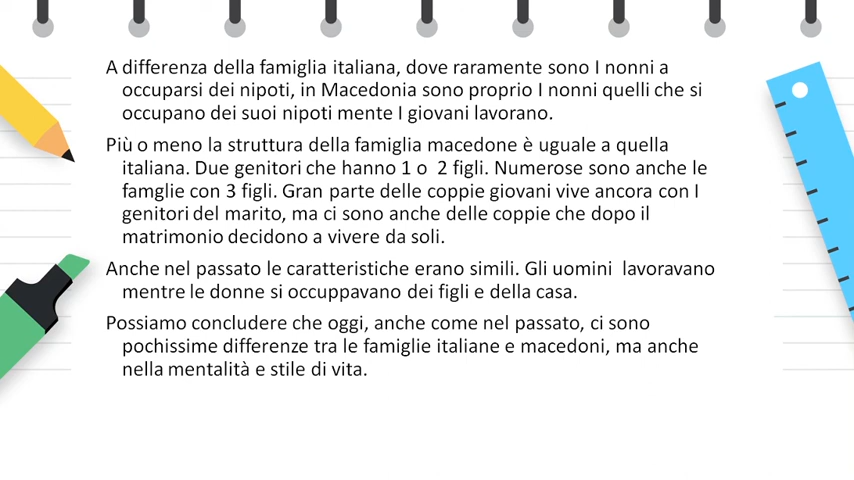 A differenza della famiglia italiana, dove raramente sono I nonni a
occuparsi dei nipoti, in Macedonia sono proprio I nonni quelli che si
occupano dei suoi nipoti mente I giovani lavorano.
Più o meno la struttura della famiglia macedone è uguale a quella
italiana. Due genitori che hanno 1 o 2 figli. Numerose sono anche le
famglie con 3 figli. Gran parte delle coppie giovani vive ancora con I
genitori del marito, ma ci sono anche delle coppie che dopo il
matrimonio decidono a vivere da soli.
Anche nel passato le caratteristiche erano simili. Gli uomini lavoravano
mentre le donne si occuppavano dei figli e della casa.
Possiamo concludere che oggi, anche come nel passato, ci sono
pochissime differenze tra le famiglie italiane e macedoni, ma anche
nella mentalità e stile di vita.